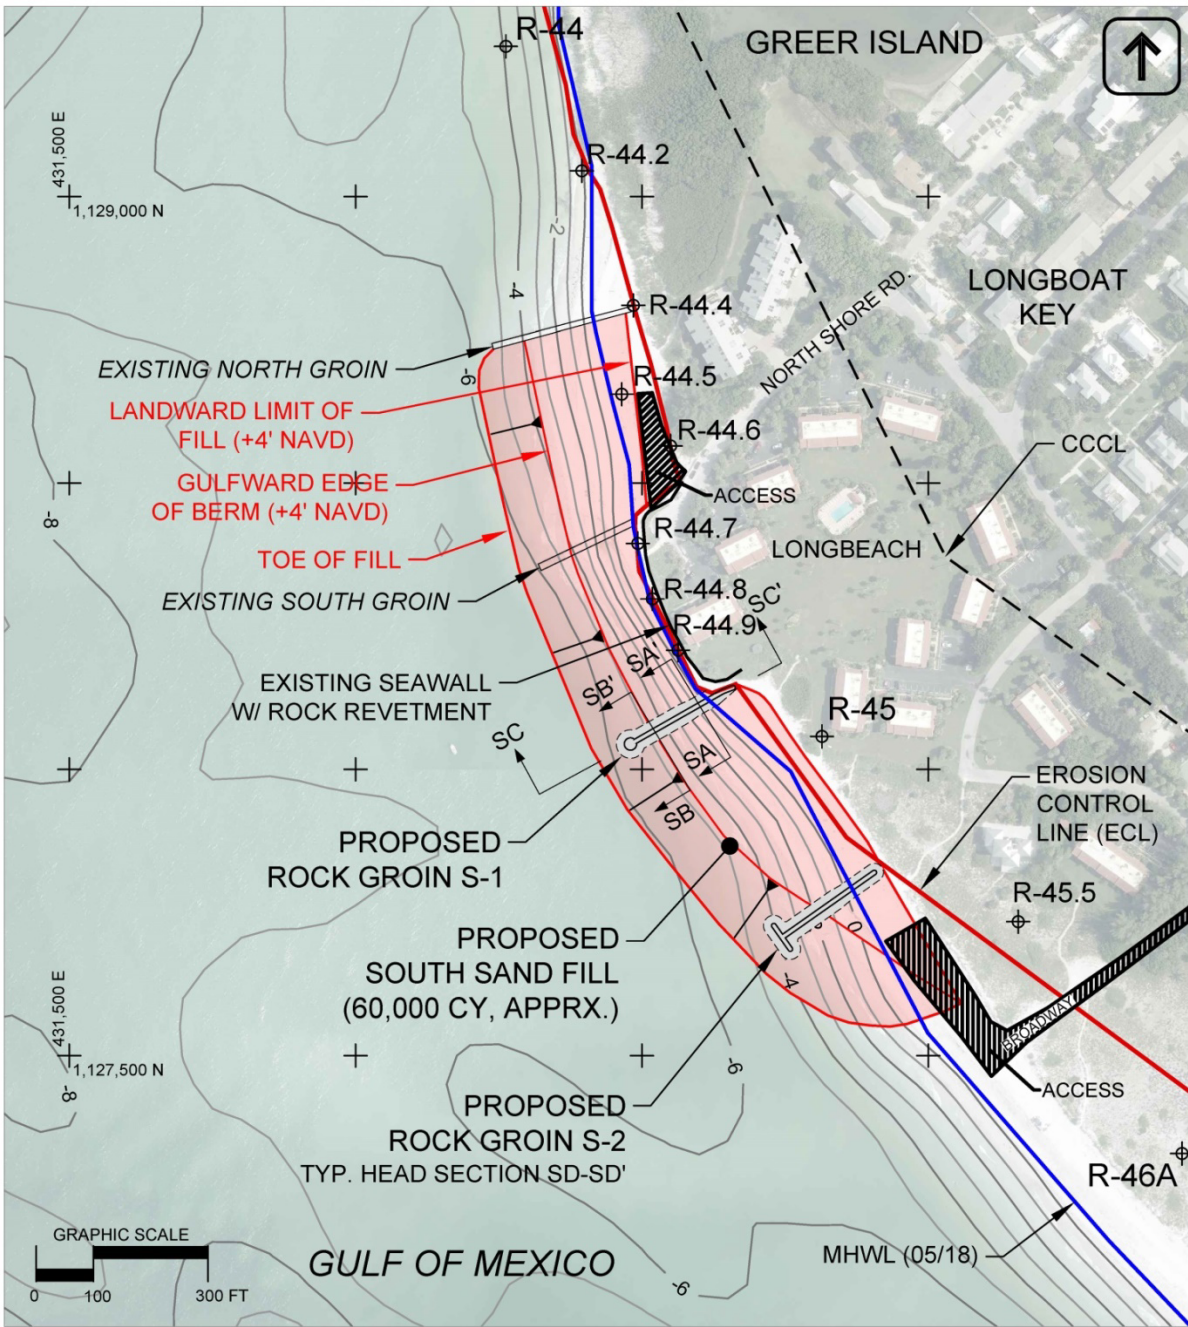 R-44
GREER ISLAND
431,500 E
R-44.2
1,129,000 N
-2
-4
R-44.4
LONGBOAT
KEY
NORTH SHORE RD.
EXISTING NORTH GROIN
-6
R-44.5
LANDWARD LIMIT OF
FILL (+4' NAVD)
R-44.6
CCCL
GULFWARD EDGE
OF BERM (+4' NAVD)
ACCESS
-8
R-44.7
LONGBEACH
TOE OF FILL
EXISTING SOUTH GROIN
R-44.8
SC'
R-44.9
SA'
EXISTING SEAWALL
W/ ROCK REVETMENT
SB'
SC
R-45
SA
EROSION
CONTROL
LINE (ECL)
SB
PROPOSED
ROCK GROIN S-1
R-45.5
0
PROPOSED
SOUTH SAND FILL
(60,000 CY, APPRX.)
-4
431,500 E
BROADWAY
1,127,500 N
-6
-8
ACCESS
PROPOSED
ROCK GROIN S-2
TYP. HEAD SECTION SD-SD'
R-46A
GRAPHIC SCALE
0 100 300 FT
GULF OF MEXICO
MHWL (05/18)
-6